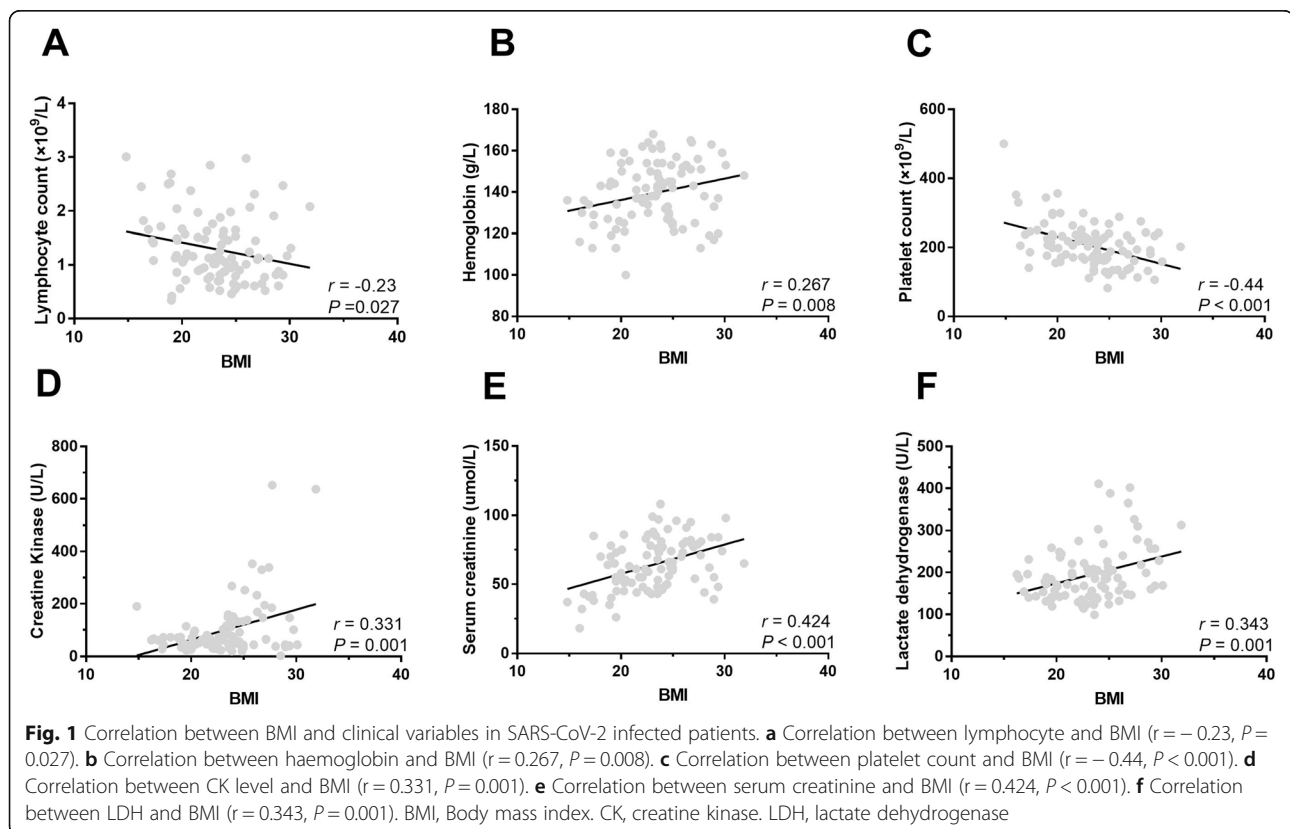 A
Lymphocyte count (×10⁹/L)
4
3
2
1
0
10 20 30 40
BMI
r = -0.23
P =0.027
B
Hemoglobin (g/L)
180
160
140
120
100
80
10 20 30 40
BMI
r = 0.267
P = 0.008
C
Platelet count (×10⁹/L)
600
400
200
0
10 20 30 40
BMI
r = -0.44
P < 0.001
D
Creatine Kinase (U/L)
800
600
400
200
0
10 20 30 40
BMI
r = 0.331
P = 0.001
E
Serum creatinine (umol/L)
150
100
50
0
10 20 30 40
BMI
r = 0.424
P < 0.001
F
Lactate dehydrogenase (U/L)
500
400
300
200
100
0
10 20 30 40
BMI
r = 0.343
P = 0.001
Fig. 1 Correlation between BMI and clinical variables in SARS-CoV-2 infected patients. a Correlation between lymphocyte and BMI (r = − 0.23, P =
0.027). b Correlation between haemoglobin and BMI (r = 0.267, P = 0.008). c Correlation between platelet count and BMI (r = − 0.44, P < 0.001). d
Correlation between CK level and BMI (r = 0.331, P = 0.001). e Correlation between serum creatinine and BMI (r = 0.424, P < 0.001). f Correlation
between LDH and BMI (r = 0.343, P = 0.001). BMI, Body mass index. CK, creatine kinase. LDH, lactate dehydrogenase